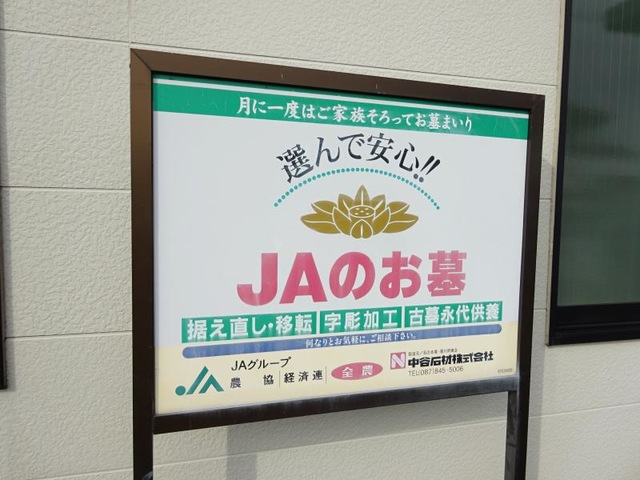 月に一度はご家族そろってお墓まいり
選んで安心!!
JAのお墓
据え直し・移転 字彫加工 古墓永代供養
何なりとお気軽に、ご相談下さい。
JAグループ
農協 経済連 全農
N 中谷石材株式会社
TEL(087)845-5006